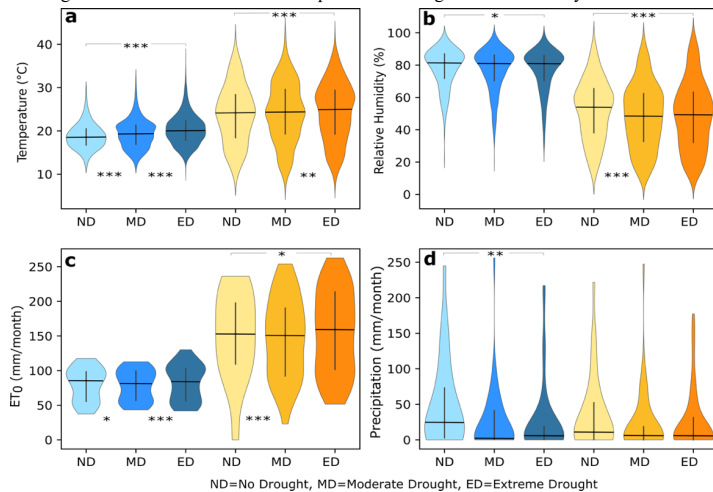 a
***
***
Temperature (°C)
40
30
20
10
***
***
**
ND
MD
ED
ND
MD
ED
b
*
***
Relative Humidity (%)
100
80
60
40
20
0
***
ND
MD
ED
ND
MD
ED
c
*
ET0 (mm/month)
250
200
150
100
50
0
*
***
***
ND
MD
ED
ND
MD
ED
d
**
Precipitation (mm/month)
250
200
150
100
50
0
ND
MD
ED
ND
MD
ED
ND=No Drought, MD=Moderate Drought, ED=Extreme Drought